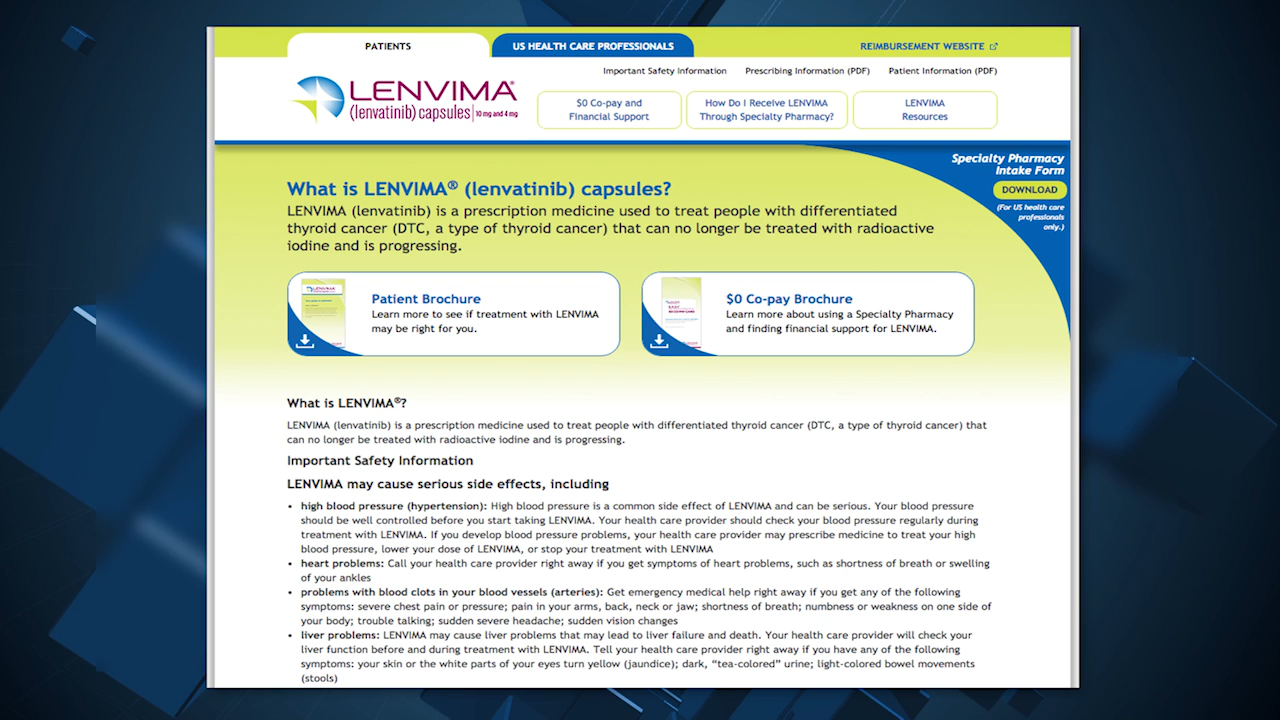 PATIENTS
US HEALTH CARE PROFESSIONALS
REIMBURSEMENT WEBSITE
Important Safety Information
Prescribing Information (PDF)
Patient Information (PDF)
LENVIMA®
(lenvatinib) capsules | 10 mg and 4 mg
$0 Co-pay and
Financial Support
How Do I Receive LENVIMA
Through Specialty Pharmacy?
LENVIMA
Resources
Specialty Pharmacy
Intake Form
DOWNLOAD
(For US health care
professionals
only.)
What is LENVIMA® (lenvatinib) capsules?
LENVIMA (lenvatinib) is a prescription medicine used to treat people with differentiated
thyroid cancer (DTC, a type of thyroid cancer) that can no longer be treated with radioactive
iodine and is progressing.
LENVIMA
Patient Brochure
Learn more to see if treatment with LENVIMA
may be right for you.
$0 Co-pay Brochure
Learn more about using a Specialty Pharmacy
and finding financial support for LENVIMA.
What is LENVIMA®?
LENVIMA (lenvatinib) is a prescription medicine used to treat people with differentiated thyroid cancer (DTC, a type of thyroid cancer) that
can no longer be treated with radioactive iodine and is progressing.
Important Safety Information
LENVIMA may cause serious side effects, including
• high blood pressure (hypertension): High blood pressure is a common side effect of LENVIMA and can be serious. Your blood pressure
should be well controlled before you start taking LENVIMA. Your health care provider should check your blood pressure regularly during
treatment with LENVIMA. If you develop blood pressure problems, your health care provider may prescribe medicine to treat your high
blood pressure, lower your dose of LENVIMA, or stop your treatment with LENVIMA
• heart problems: Call your health care provider right away if you get symptoms of heart problems, such as shortness of breath or swelling
of your ankles
• problems with blood clots in your blood vessels (arteries): Get emergency medical help right away if you get any of the following
symptoms: severe chest pain or pressure; pain in your arms, back, neck or jaw; shortness of breath; numbness or weakness on one side of
your body; trouble talking; sudden severe headache; sudden vision changes
• liver problems: LENVIMA may cause liver problems that may lead to liver failure and death. Your health care provider will check your
liver function before and during treatment with LENVIMA. Tell your health care provider right away if you have any of the following
symptoms: your skin or the white parts of your eyes turn yellow (jaundice); dark, “tea-colored” urine; light-colored bowel movements
(stools)